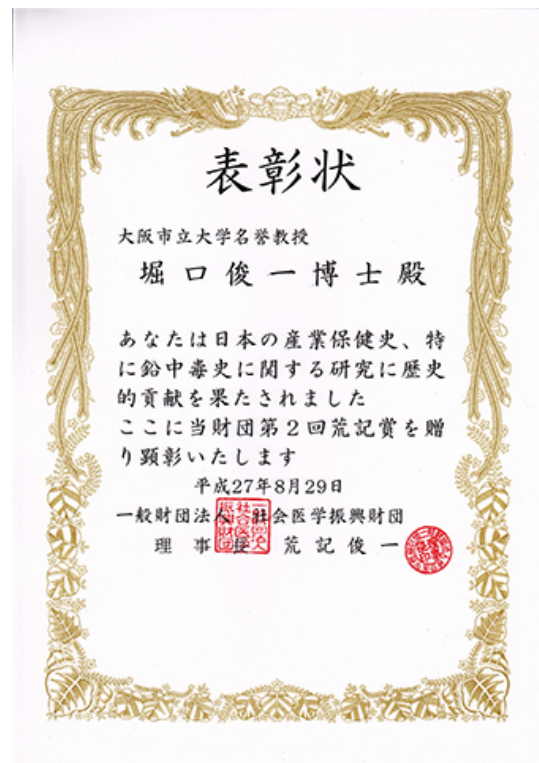 表彰状
大阪市立大学名誉教授
堀口俊一博士殿
あなたは日本の産業保健史、特
に鉛中毒史に関する研究に歴史
的貢献を果たされました
ここに当財団第2回荒記賞を贈
り顕彰いたします
平成27年8月29日
一般財団法人 社会医学振興財団
理事長 荒記俊一